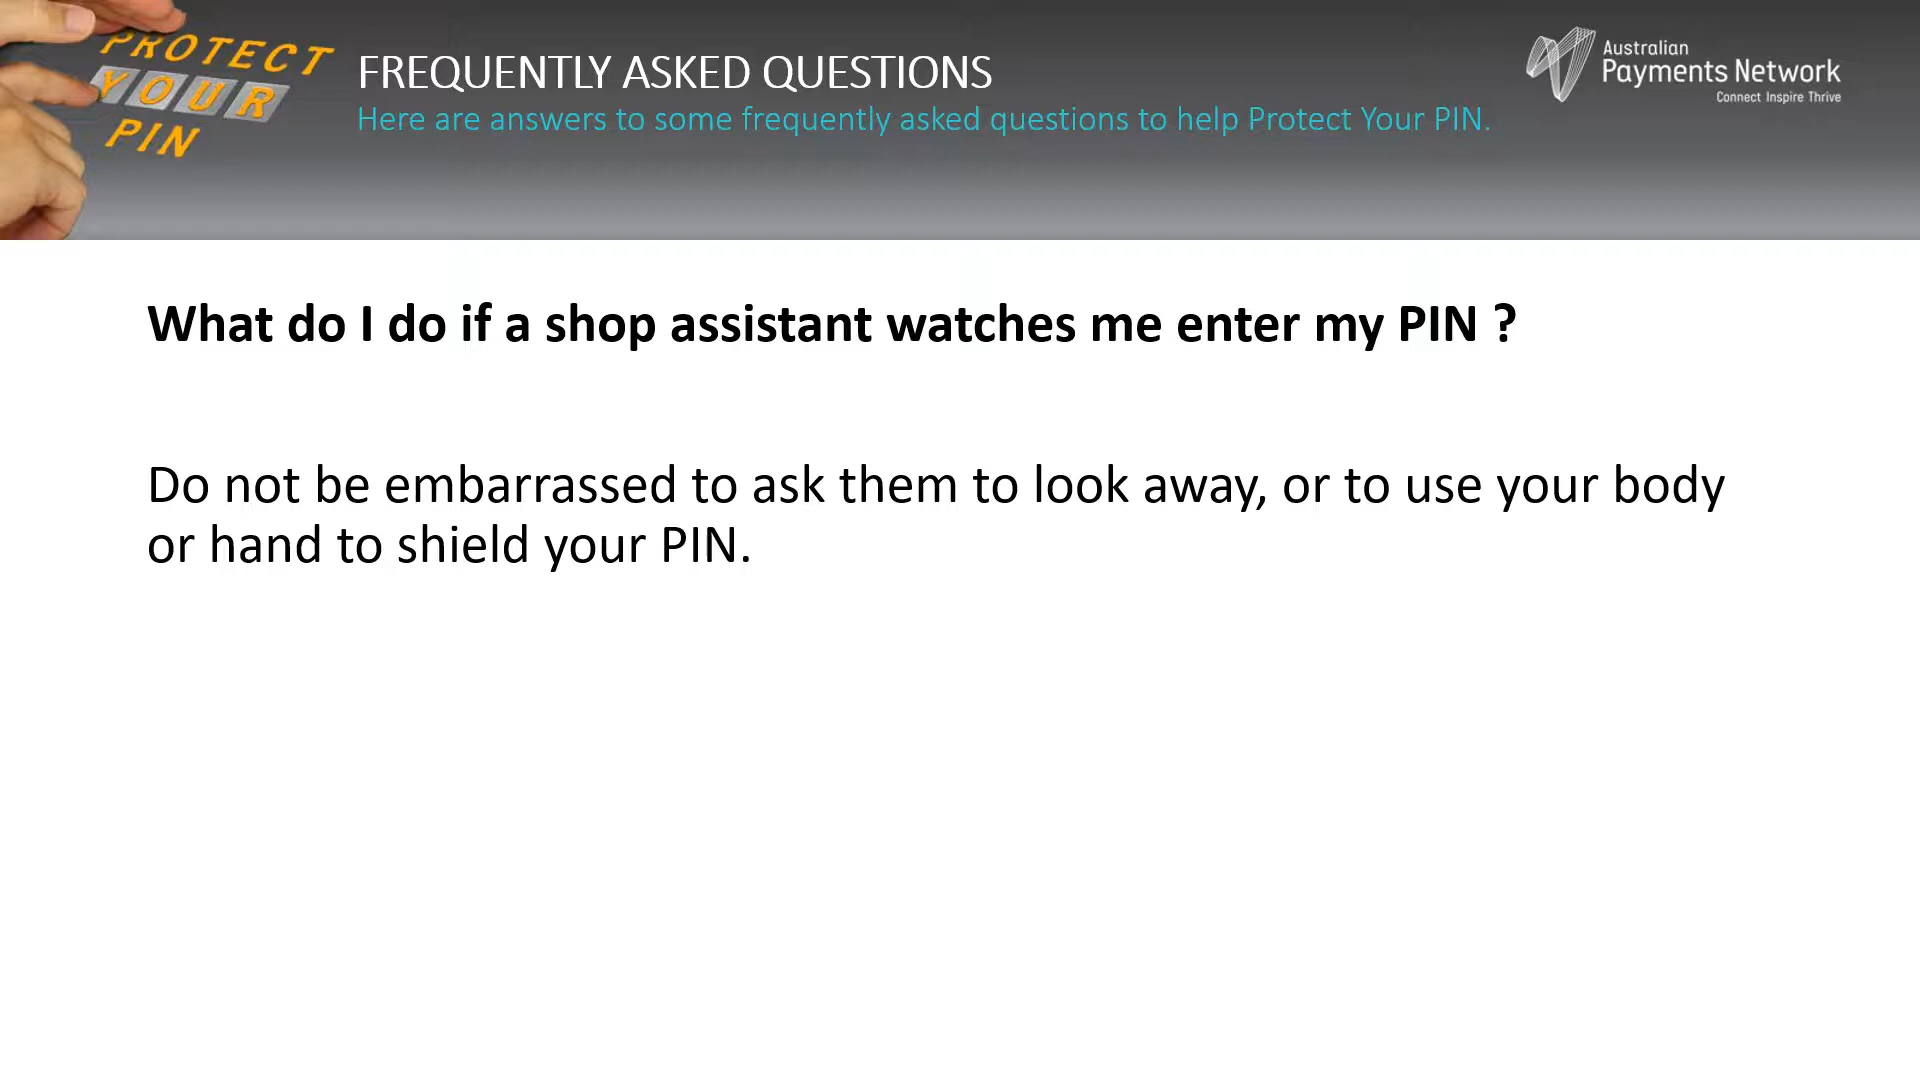 PROTECT
YOUR
PIN
FREQUENTLY ASKED QUESTIONS
Here are answers to some frequently asked questions to help Protect Your PIN.
Australian
Payments Network
Connect Inspire Thrive
What do I do if a shop assistant watches me enter my PIN ?
Do not be embarrassed to ask them to look away, or to use your body
or hand to shield your PIN.